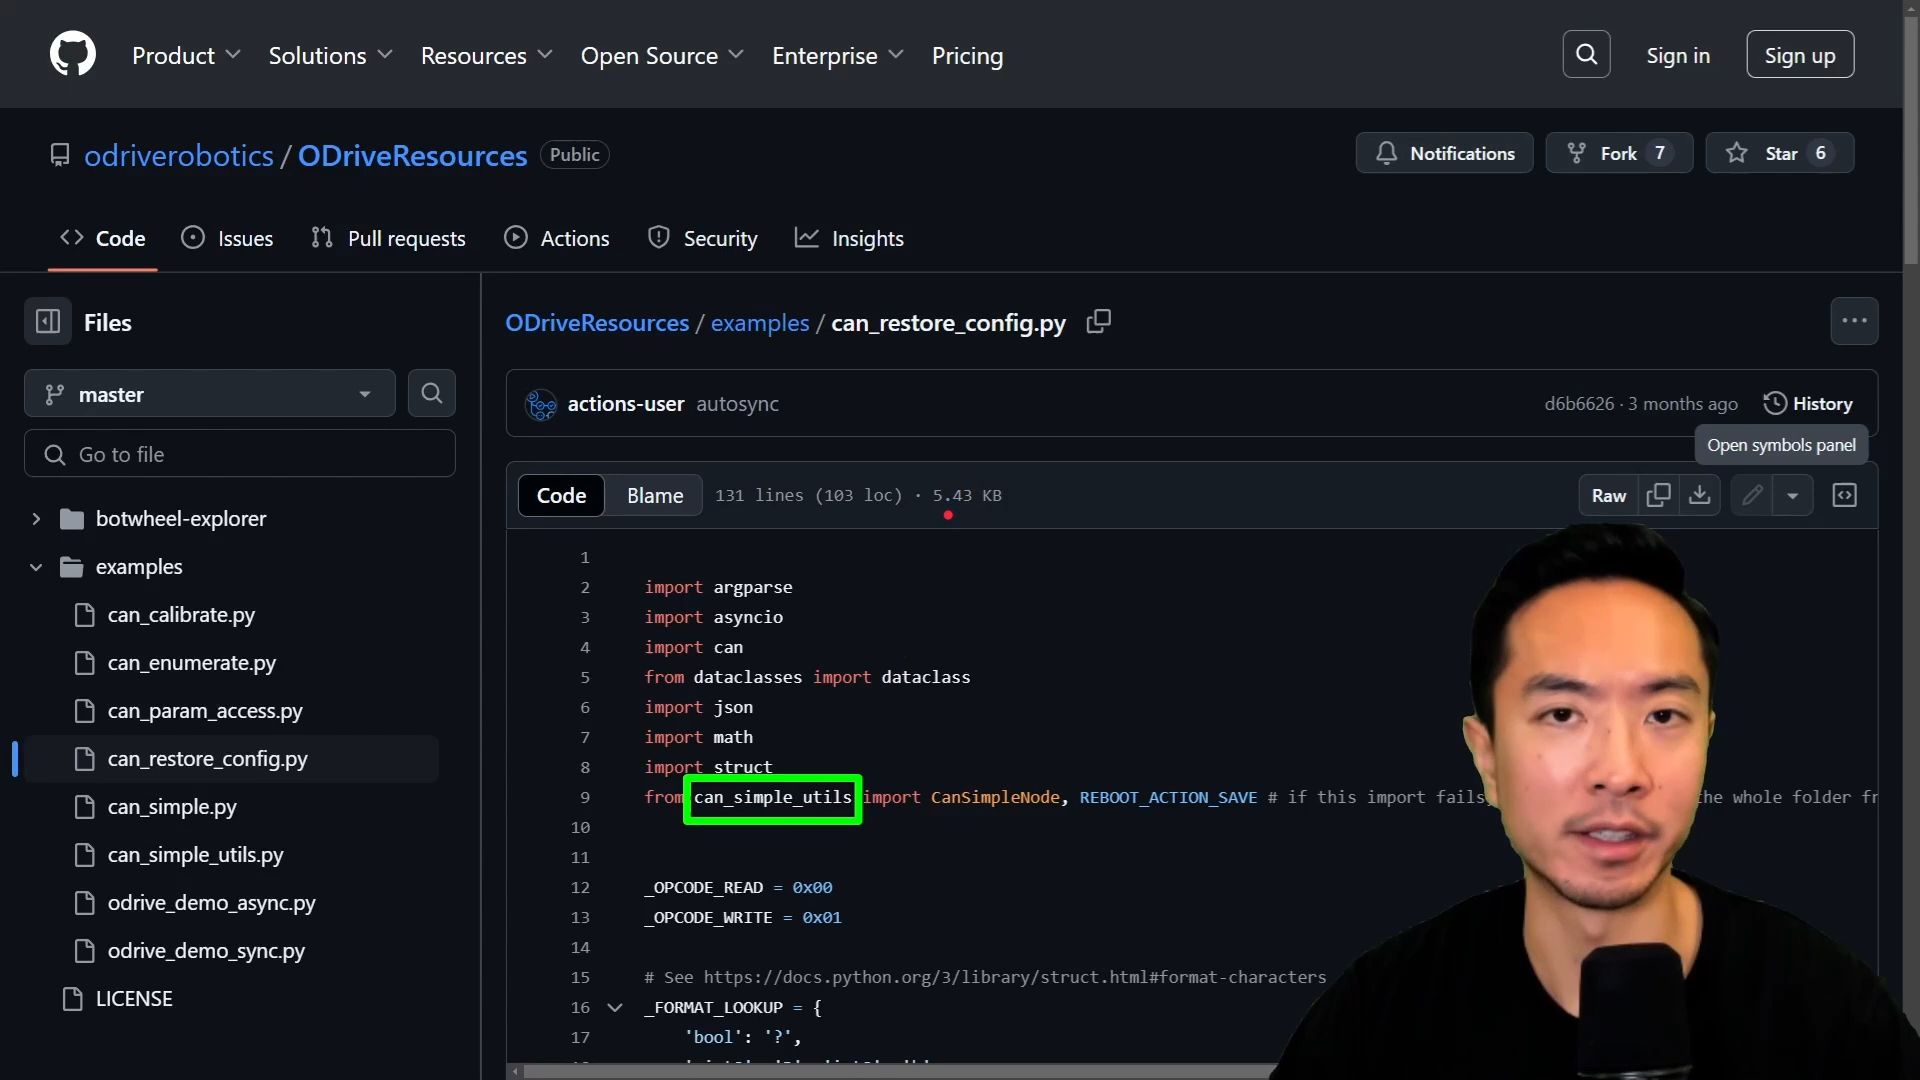 Product Solutions Resources Open Source Enterprise Pricing Sign in Sign up
odriverobotics / ODriveResources Public Notifications Fork 7 Star 6
Code Issues Pull requests Actions Security Insights
Files
master
Go to file
botwheel-explorer
examples
can_calibrate.py
can_enumerate.py
can_param_access.py
can_restore_config.py
can_simple.py
can_simple_utils.py
odrive_demo_async.py
odrive_demo_sync.py
LICENSE
ODriveResources / examples / can_restore_config.py
actions-user autosync d6b6626 · 3 months ago History
Open symbols panel
Code Blame 131 lines (103 loc) · 5.43 KB Raw
1
2 import argparse
3 import asyncio
4 import can
5 from dataclasses import dataclass
6 import json
7 import math
8 import struct
9 from can_simple_utils import CanSimpleNode, REBOOT_ACTION_SAVE # if this import fails, the whole folder fr
10
11
12 _OPCODE_READ = 0x00
13 _OPCODE_WRITE = 0x01
14
15 # See https://docs.python.org/3/library/struct.html#format-characters
16 _FORMAT_LOOKUP = {
17 'bool': '?',